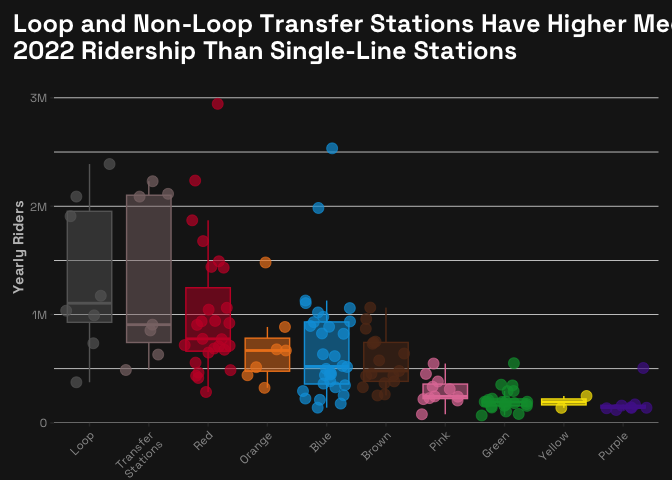 Loop and Non-Loop Transfer Stations Have Higher Me
2022 Ridership Than Single-Line Stations
3M
2M
1M
0
Yearly Riders
Loop
Transfer
Stations
Red
Orange
Blue
Brown
Pink
Green
Yellow
Purple